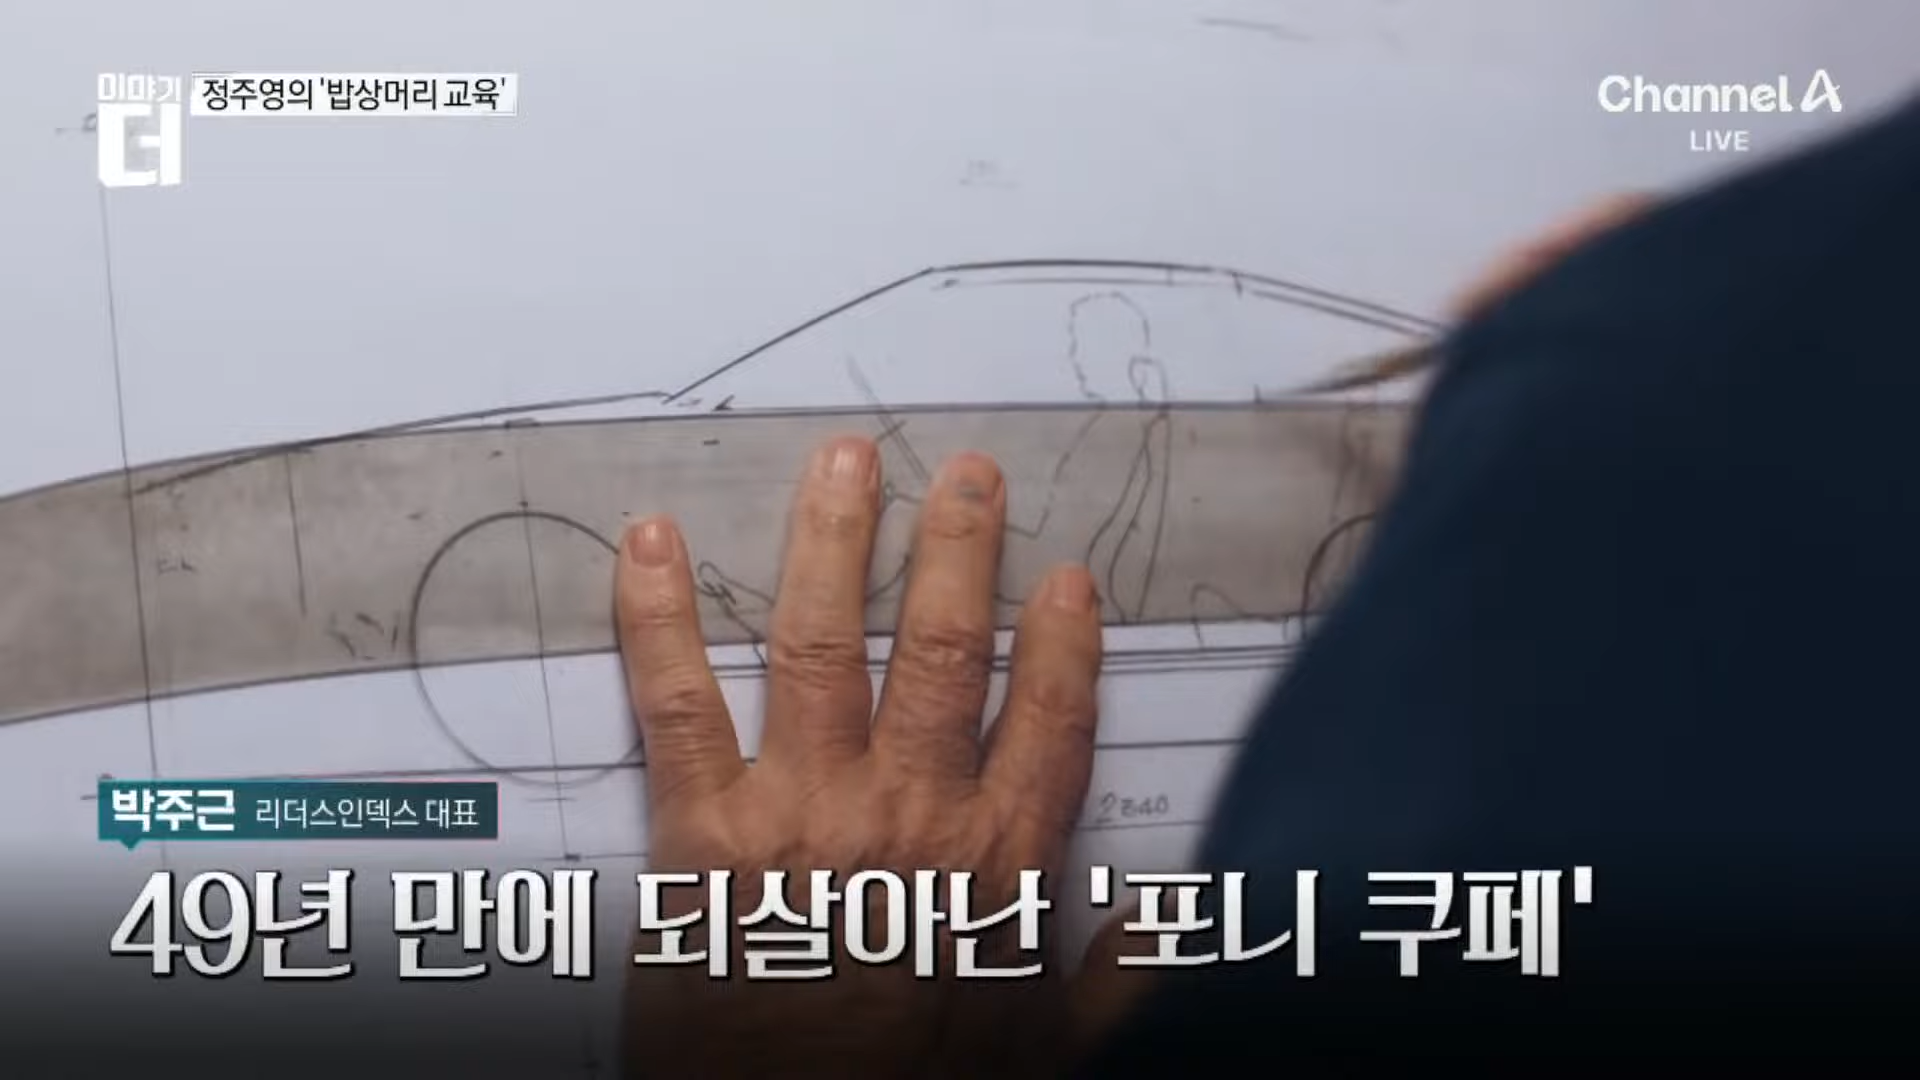 이야기 더
정주영의 '밥상머리 교육'
Channel A
LIVE
2640
박주근 리더스인덱스 대표
49년 만에 되살아난 '포니 쿠페'